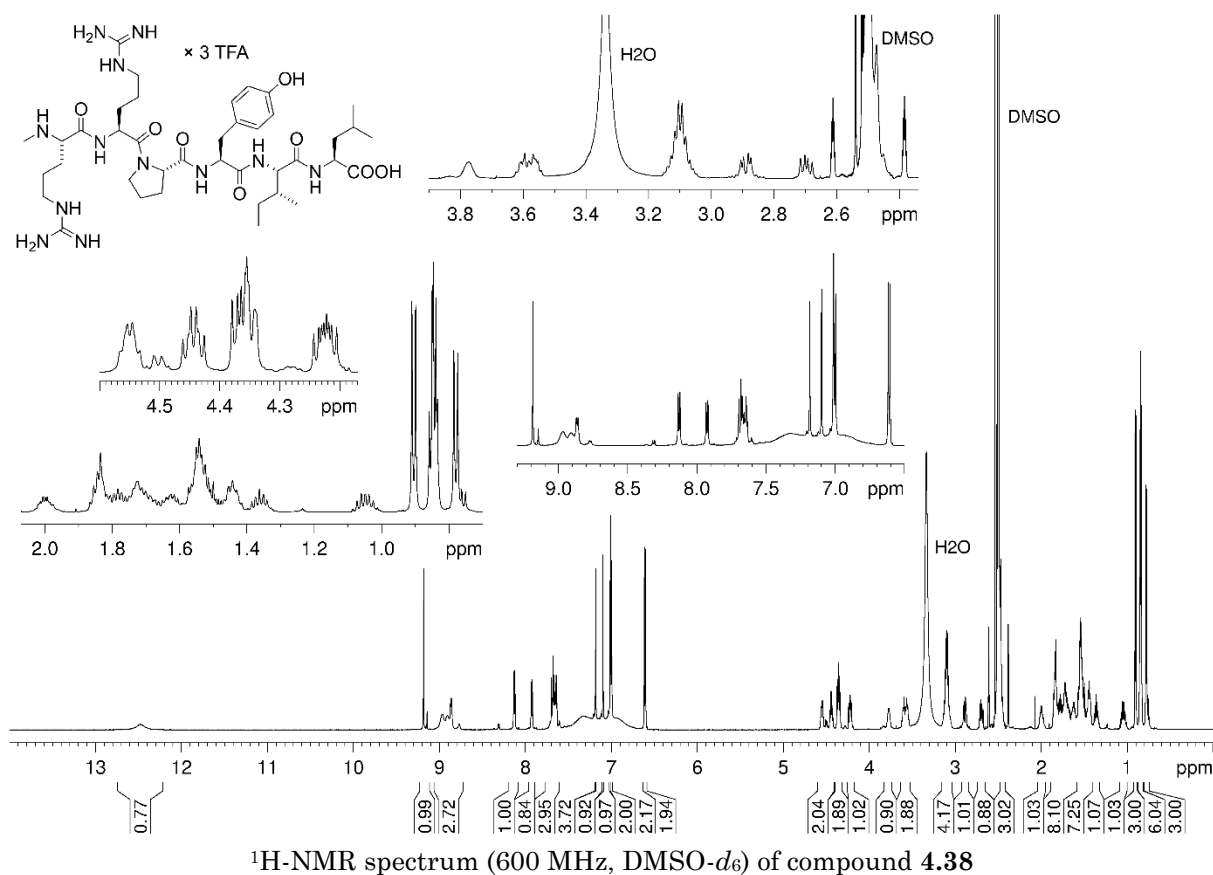 H2N
NH
× 3 TFA
HN
OH
O
H
N
O
H
N
O
H
N
N
H
O
N
N
H
O
N
H
COOH
O
NH
H2N
NH
H2O
DMSO
3.8 3.6 3.4 3.2 3.0 2.8 2.6 ppm
DMSO
4.5 4.4 4.3 ppm
9.0 8.5 8.0 7.5 7.0 ppm
2.0 1.8 1.6 1.4 1.2 1.0 ppm
H2O
13 12 11 10 9 8 7 6 5 4 3 2 1 ppm
0.77 0.99 2.72 1.00 0.84 2.95 3.72 0.92 0.97 2.00 2.17 1.94 2.04 1.89 1.02 0.90 1.88 4.17 1.01 0.88 3.02 1.03 8.10 7.25 1.07 1.03 3.00 6.04 3.00
¹H-NMR spectrum (600 MHz, DMSO-d₆) of compound 4.38